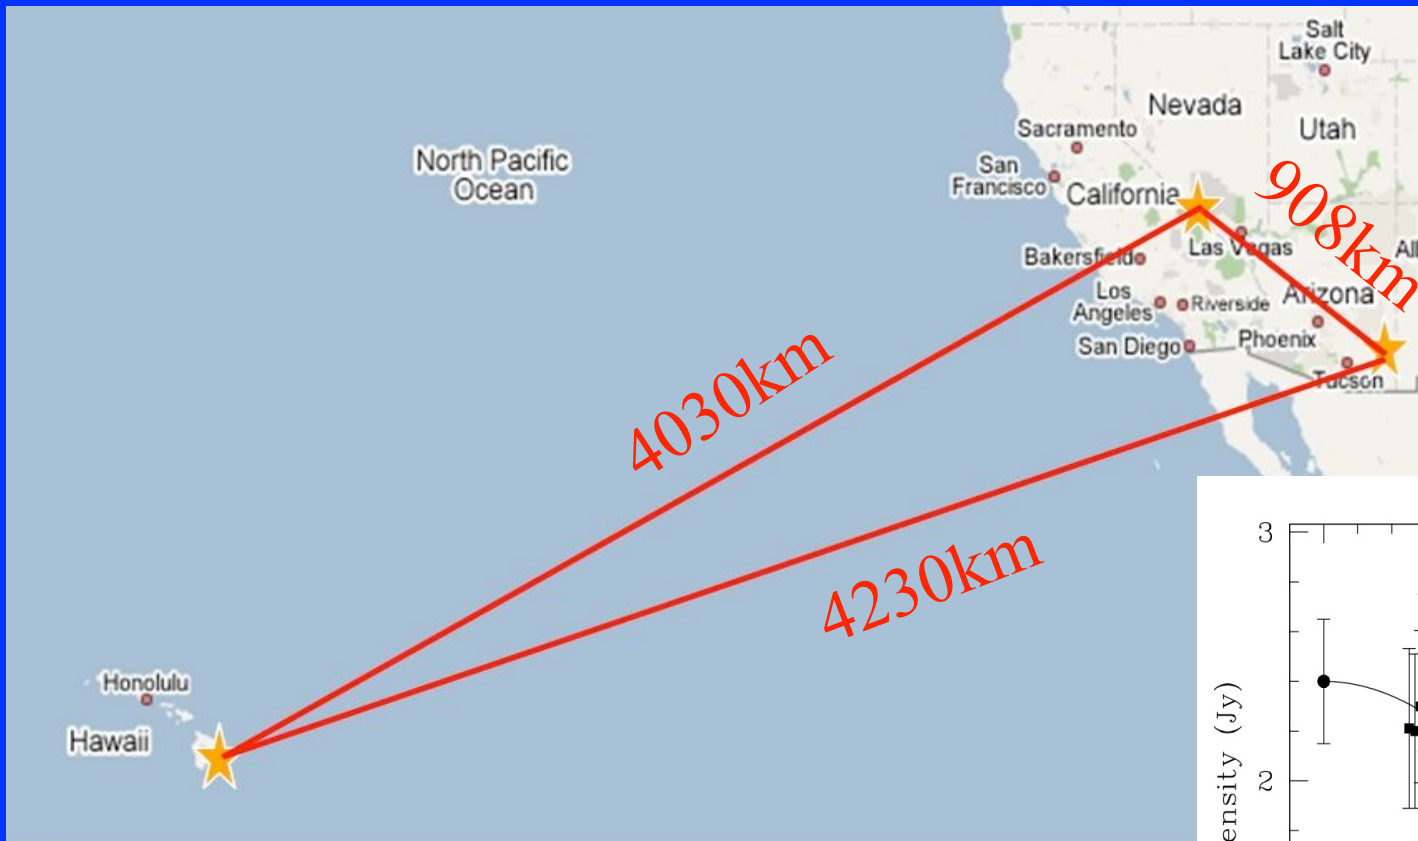 Salt
Lake City
Nevada
Utah
Sacramento
San
Francisco
California
908km
Las Vegas
Bakersfield
Los
Angeles
Riverside
Arizona
San Diego
Phoenix
Tucson
North Pacific
Ocean
4030km
4230km
Honolulu
Hawaii
3
2
ensity (Jy)